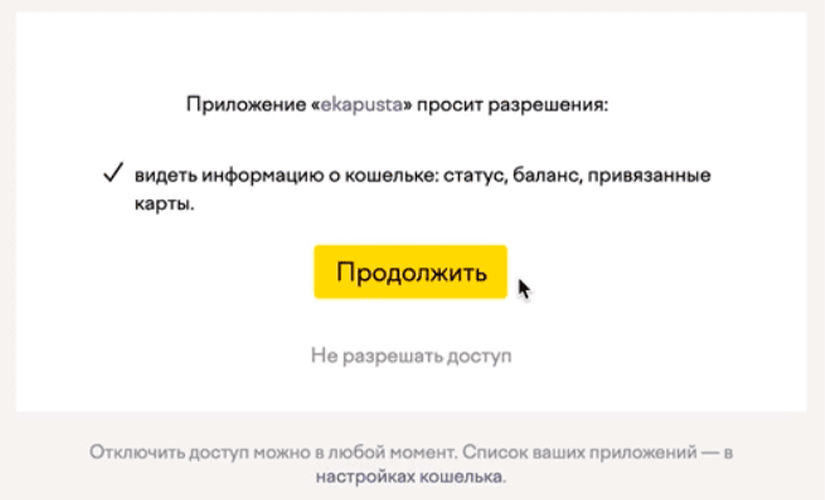 Приложение «ekapusta» просит разрешения:
видеть информацию о кошельке: статус, баланс, привязанные
карты.
Продолжить
Не разрешать доступ
Отключить доступ можно в любой момент. Список ваших приложений — в
настройках кошелька.